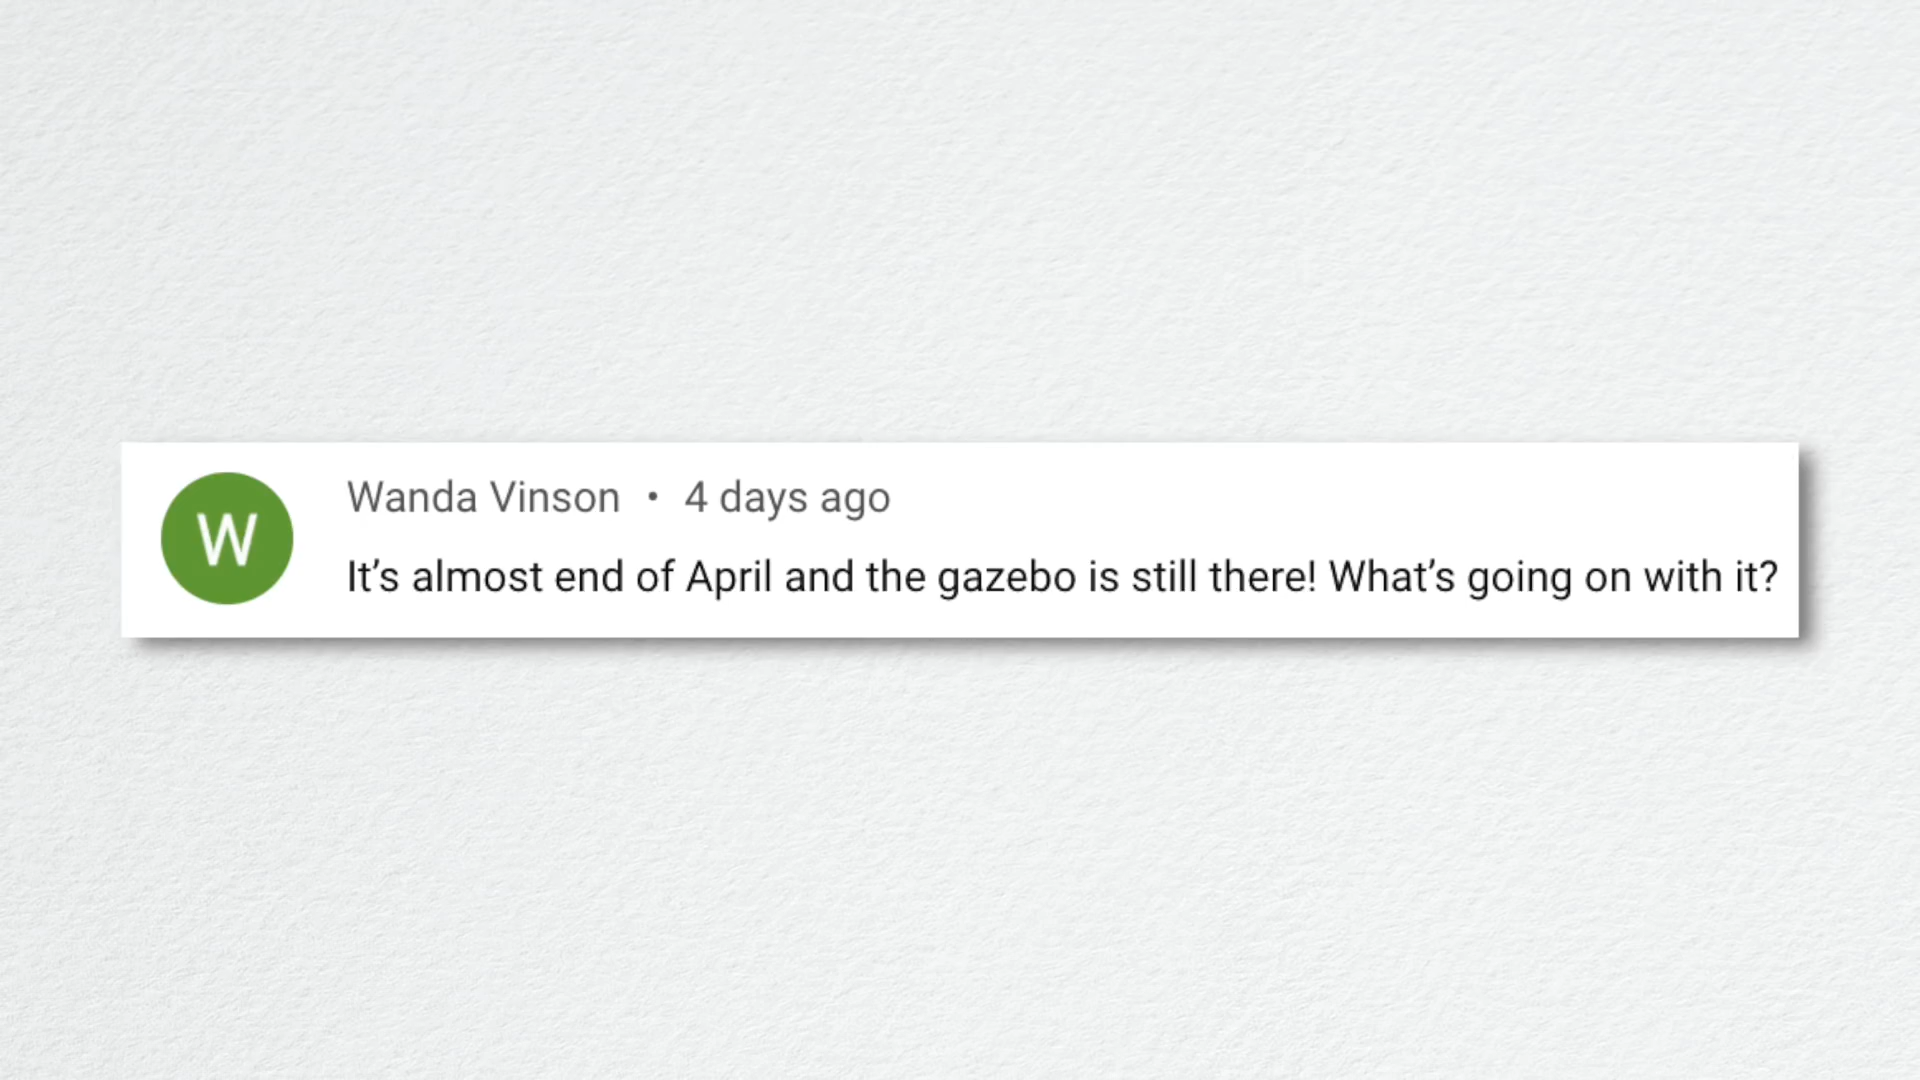 W
Wanda Vinson • 4 days ago
It’s almost end of April and the gazebo is still there! What’s going on with it?